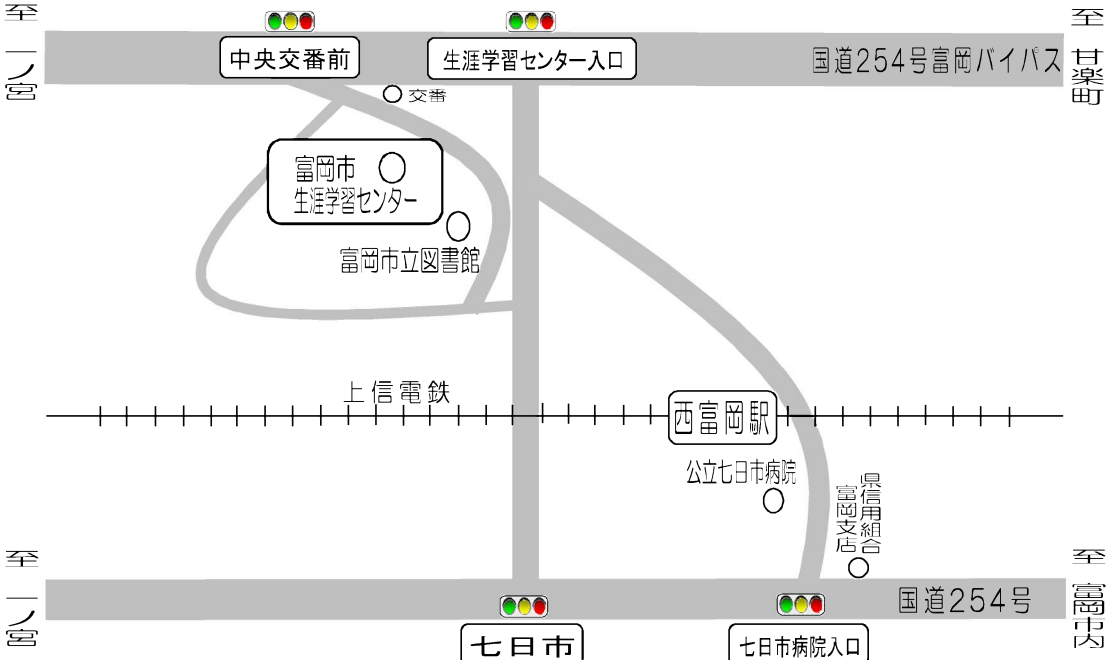 至 一ノ宮
中央交番前
生涯学習センター入口
国道254号富岡バイパス
至 甘楽町
交番
富岡市
生涯学習センター
富岡市立図書館
上信電鉄
西富岡駅
公立七日市病院
県信用組合
富岡支店
至 一ノ宮
国道254号
至 富岡市内
七日市
七日市病院入口